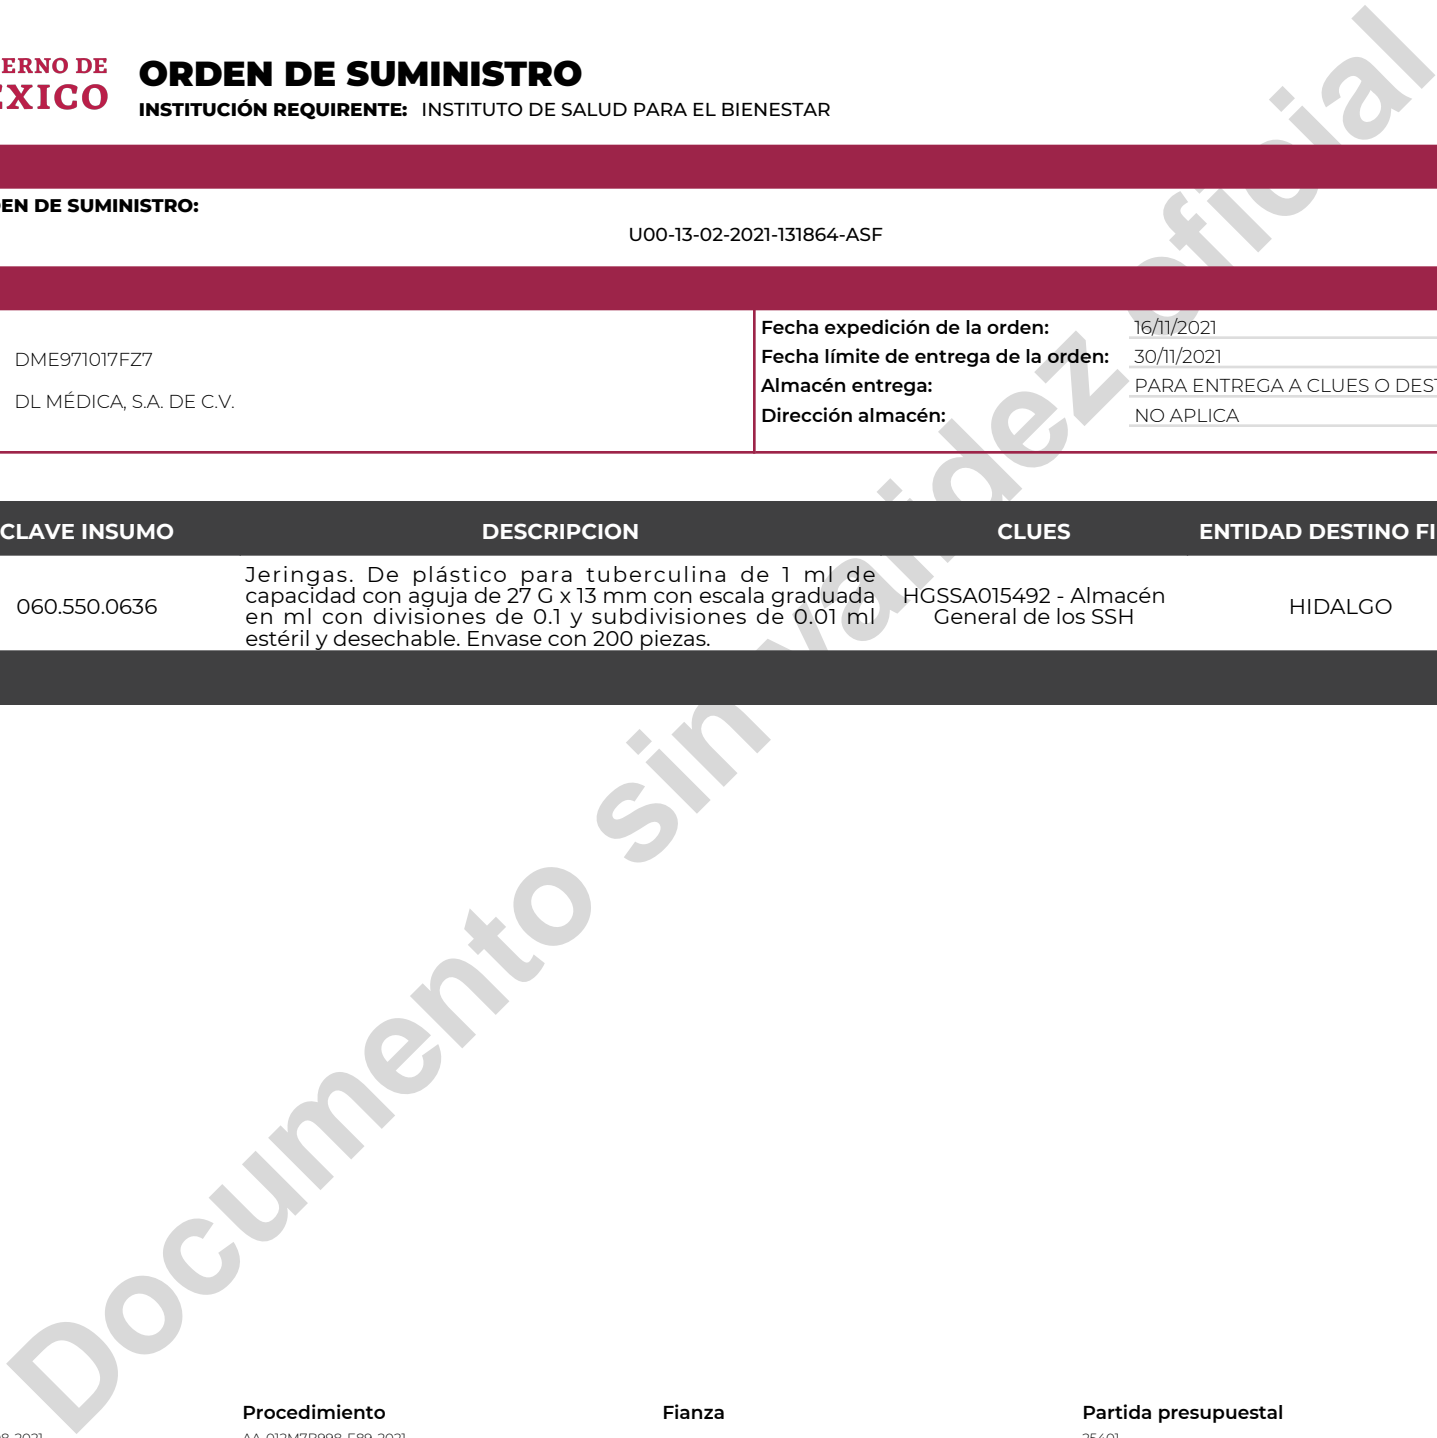 ERNO DE
EXICO
ORDEN DE SUMINISTRO
INSTITUCIÓN REQUIRENTE: INSTITUTO DE SALUD PARA EL BIENESTAR
EN DE SUMINISTRO:
U00-13-02-2021-131864-ASF
DME971017FZ7
DL MÉDICA, S.A. DE C.V.
Fecha expedición de la orden: 16/11/2021
Fecha límite de entrega de la orden: 30/11/2021
Almacén entrega: PARA ENTREGA A CLUES O DEST
Dirección almacén: NO APLICA
CLAVE INSUMO DESCRIPCION CLUES ENTIDAD DESTINO FI
060.550.0636
Jeringas. De plástico para tuberculina de 1 ml de
capacidad con aguja de 27 G x 13 mm con escala graduada
en ml con divisiones de 0.1 y subdivisiones de 0.01 ml
estéril y desechable. Envase con 200 piezas.
HGSSA015492 - Almacén
General de los SSH
HIDALGO
Documento sin validez oficial
Procedimiento Fianza Partida presupuestal